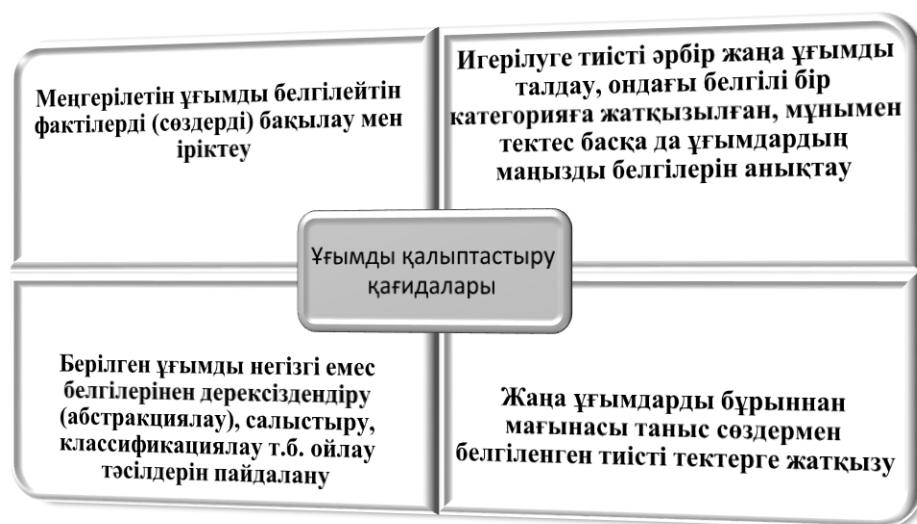 Меңгерілетін ұғымды белгілейтін
фактілерді (сөздерді) бақылау мен
іріктеу
Игерілуге тиісті әрбір жаңа ұғымды
талдау, ондағы белгілі бір
категорияға жатқызылған, мұнымен
тектес басқа да ұғымдардың
маңызды белгілерін анықтау
Ұғымды қалыптастыру
қағидалары
Берілген ұғымды негізгі емес
белгілерінен дерексіздендіру
(абстракциялау), салыстыру,
классификациялау т.б. ойлау
тәсілдерін пайдалану
Жаңа ұғымдарды бұрыннан
мағынасы таныс сөздермен
белгіленген тиісті тектерге жатқызу